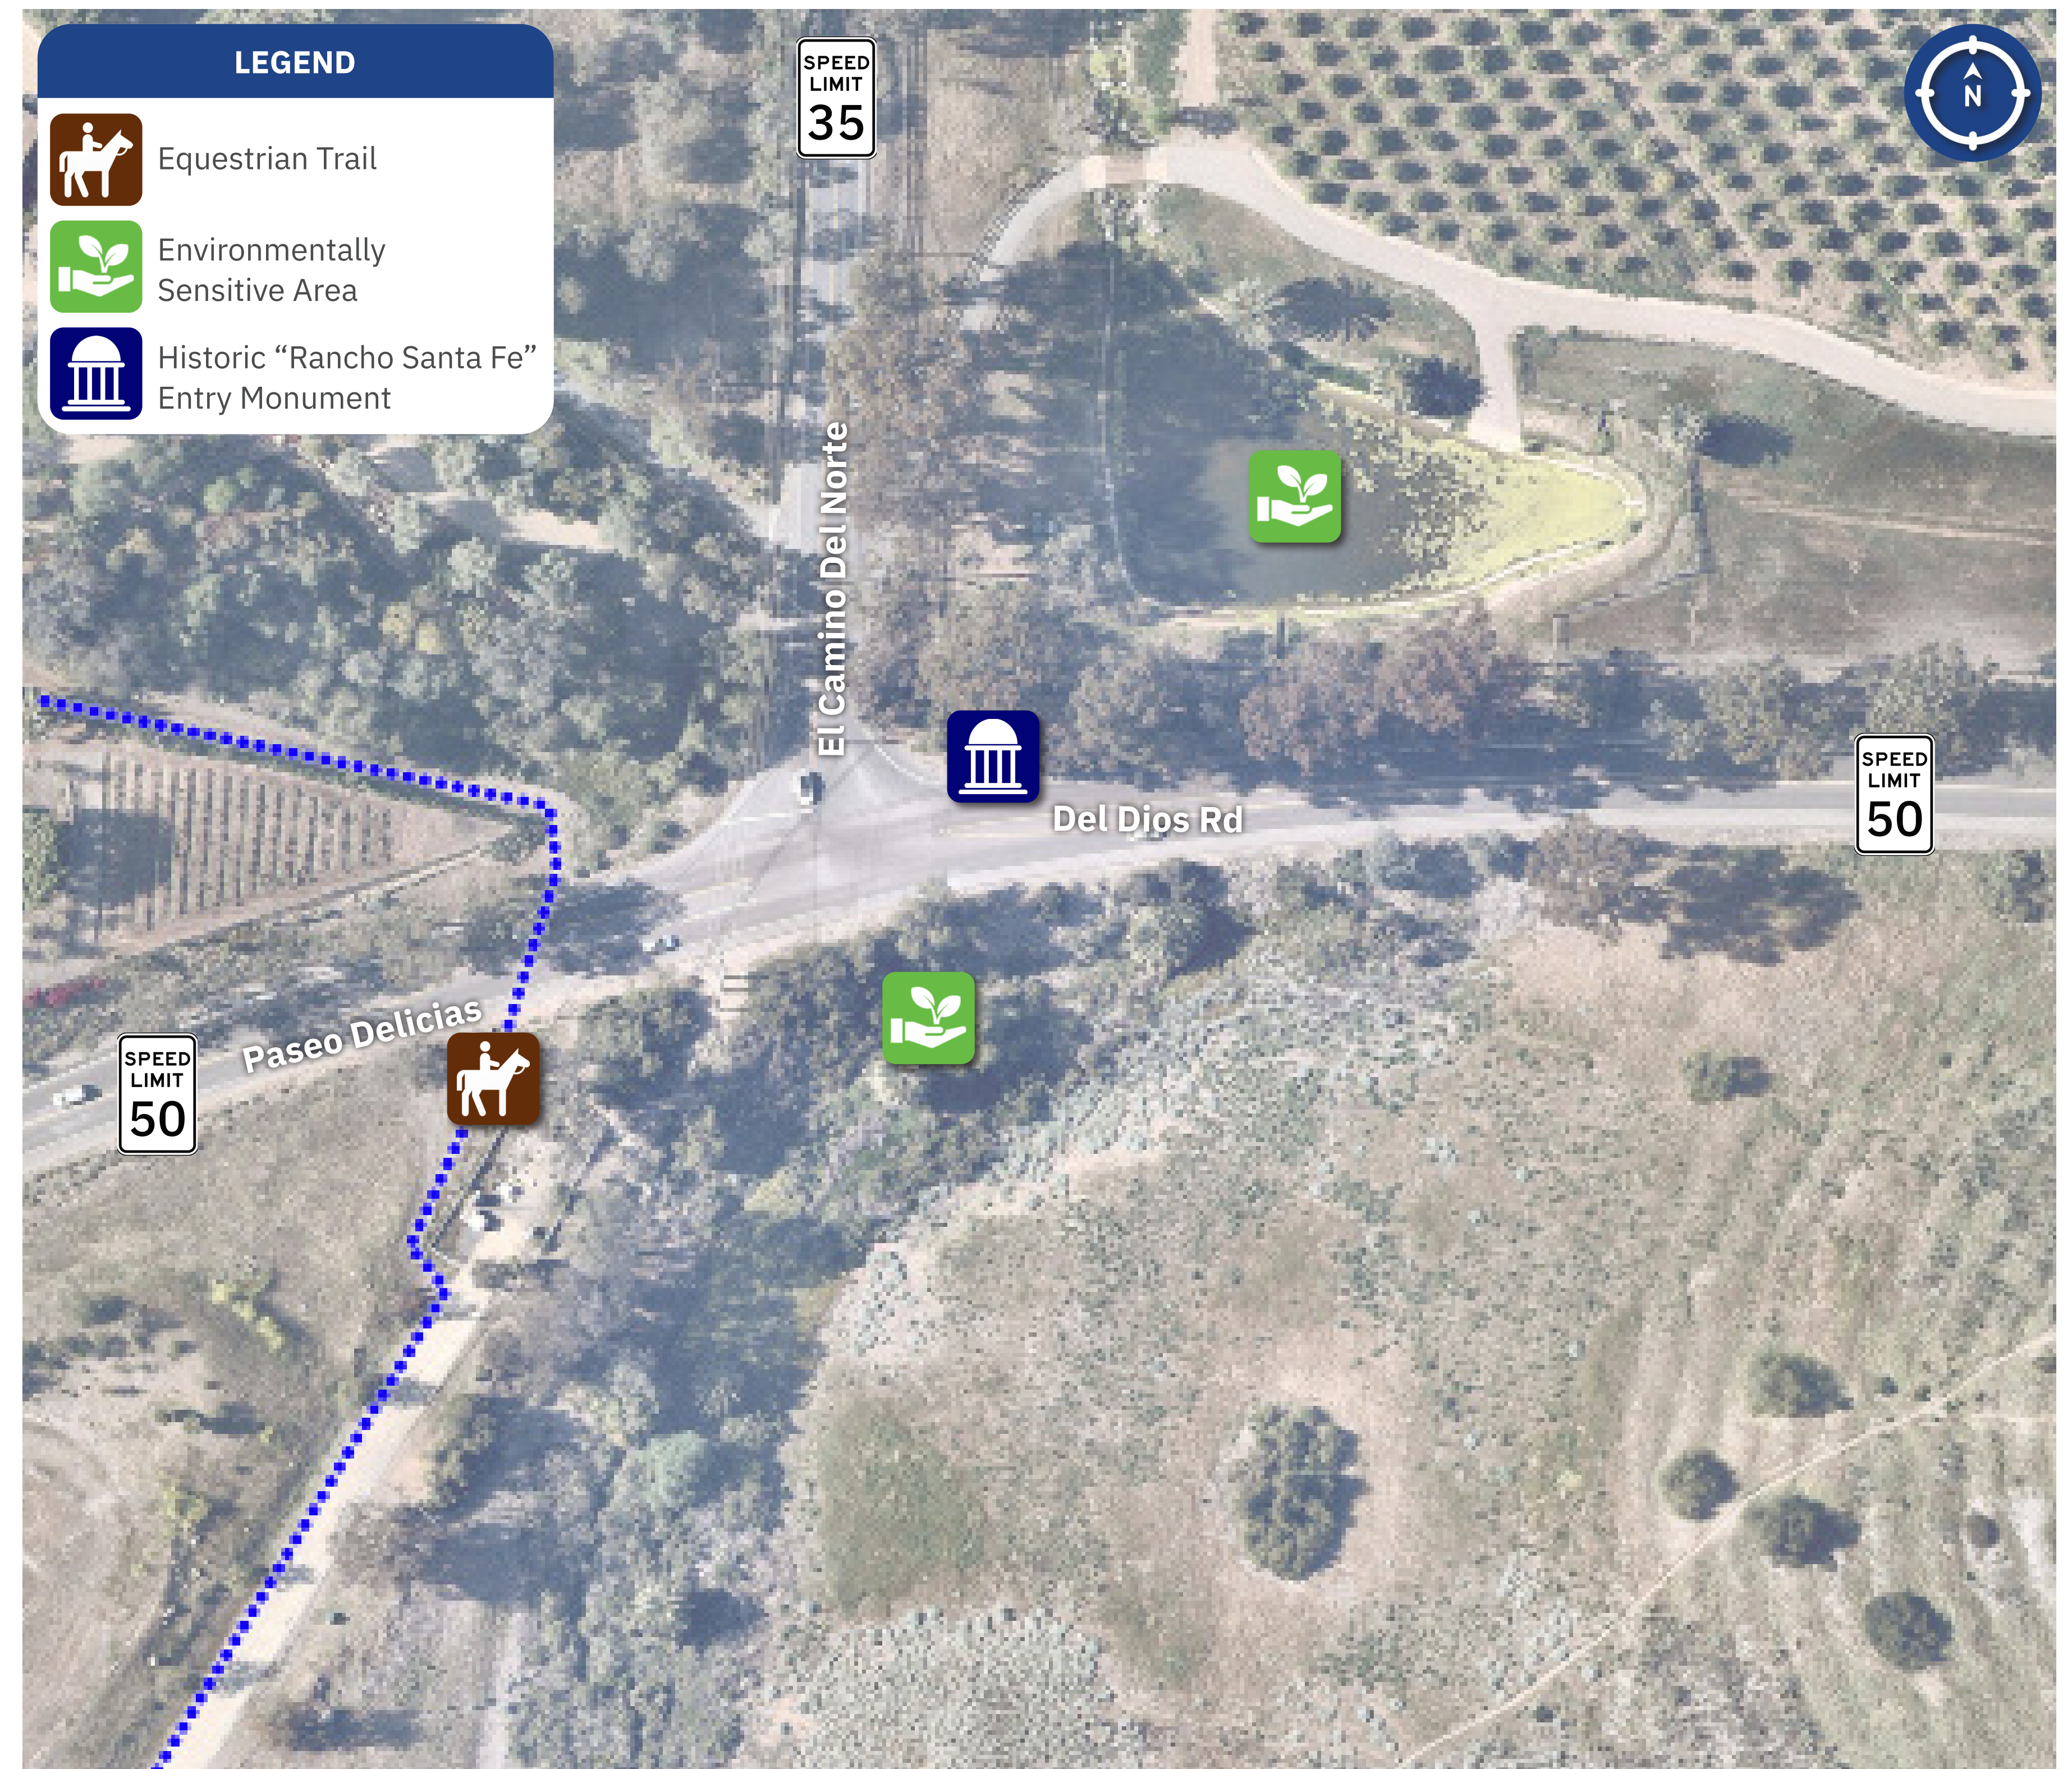 LEGEND
Equestrian Trail
Environmentally
Sensitive Area
Historic “Rancho Santa Fe”
Entry Monument
SPEED
LIMIT
35
N
El Camino Del Norte
Del Dios Rd
SPEED
LIMIT
50
Paseo Delicias
SPEED
LIMIT
50